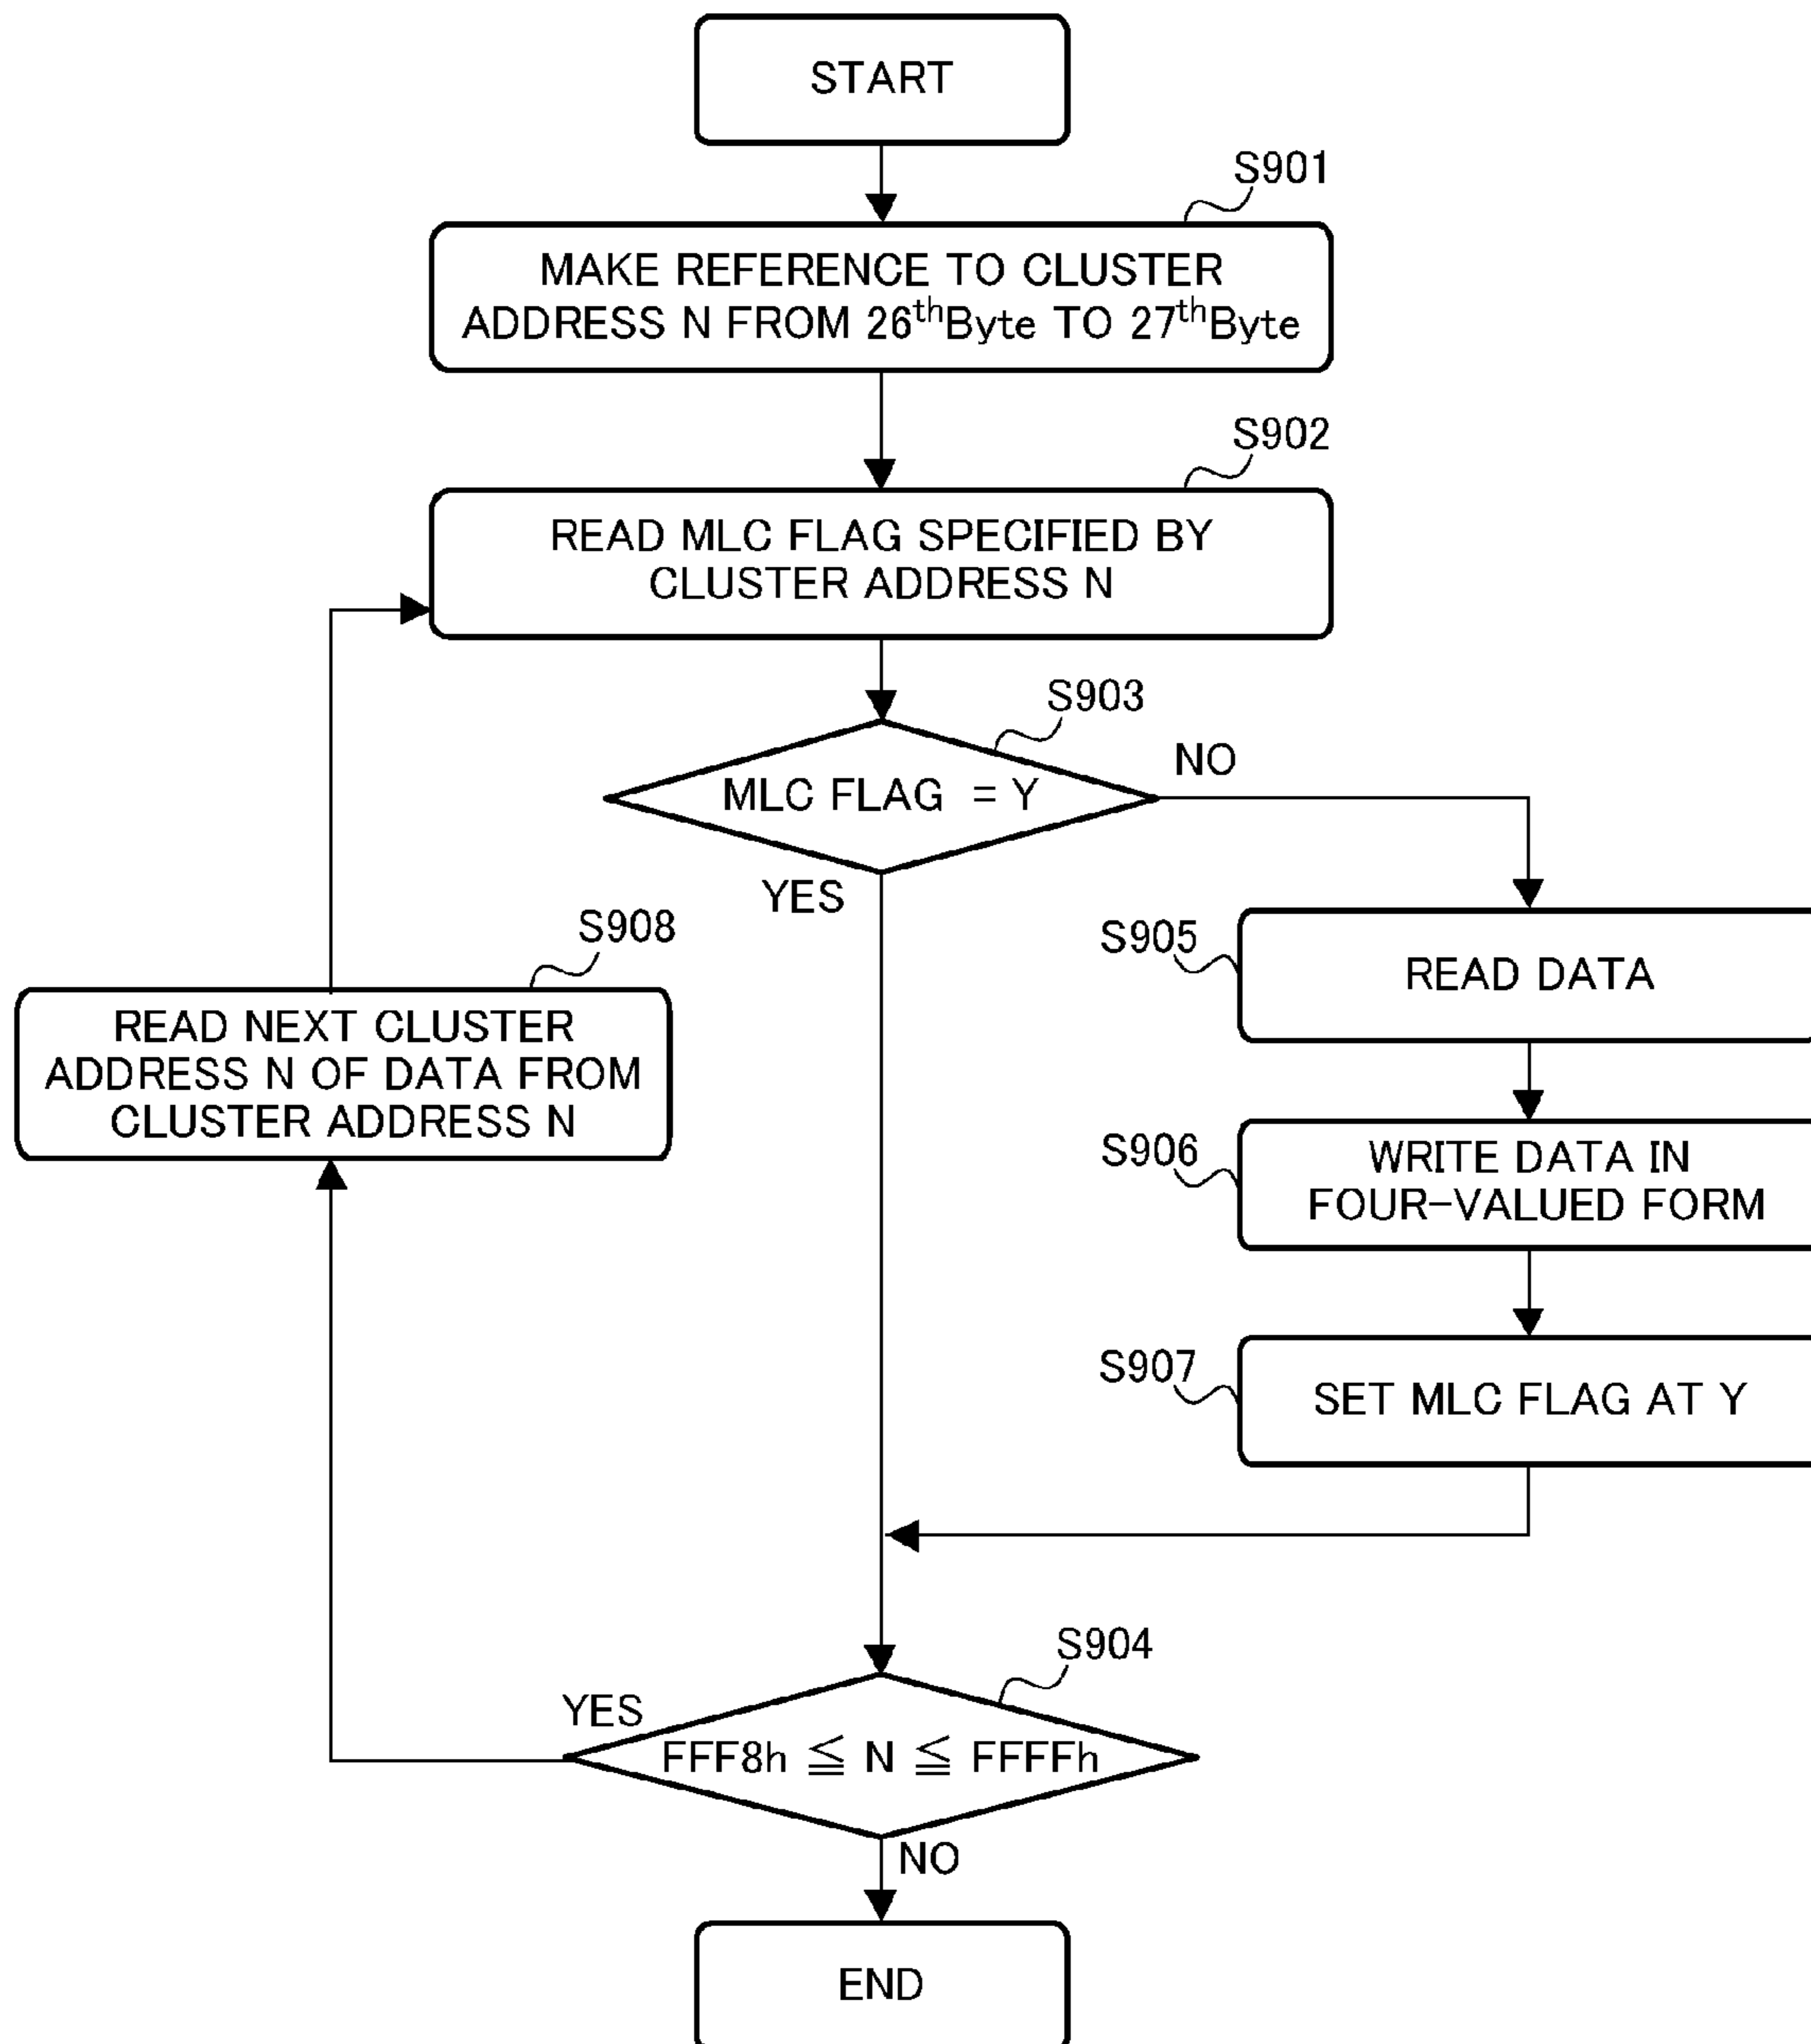 START
S901
MAKE REFERENCE TO CLUSTER
ADDRESS N FROM 26thByte TO 27thByte
S902
READ MLC FLAG SPECIFIED BY
CLUSTER ADDRESS N
S903
MLC FLAG = Y
NO
YES
S908
READ NEXT CLUSTER
ADDRESS N OF DATA FROM
CLUSTER ADDRESS N
S905
READ DATA
S906
WRITE DATA IN
FOUR-VALUED FORM
S907
SET MLC FLAG AT Y
S904
YES
FFF8h ≦ N ≦ FFFFh
NO
END